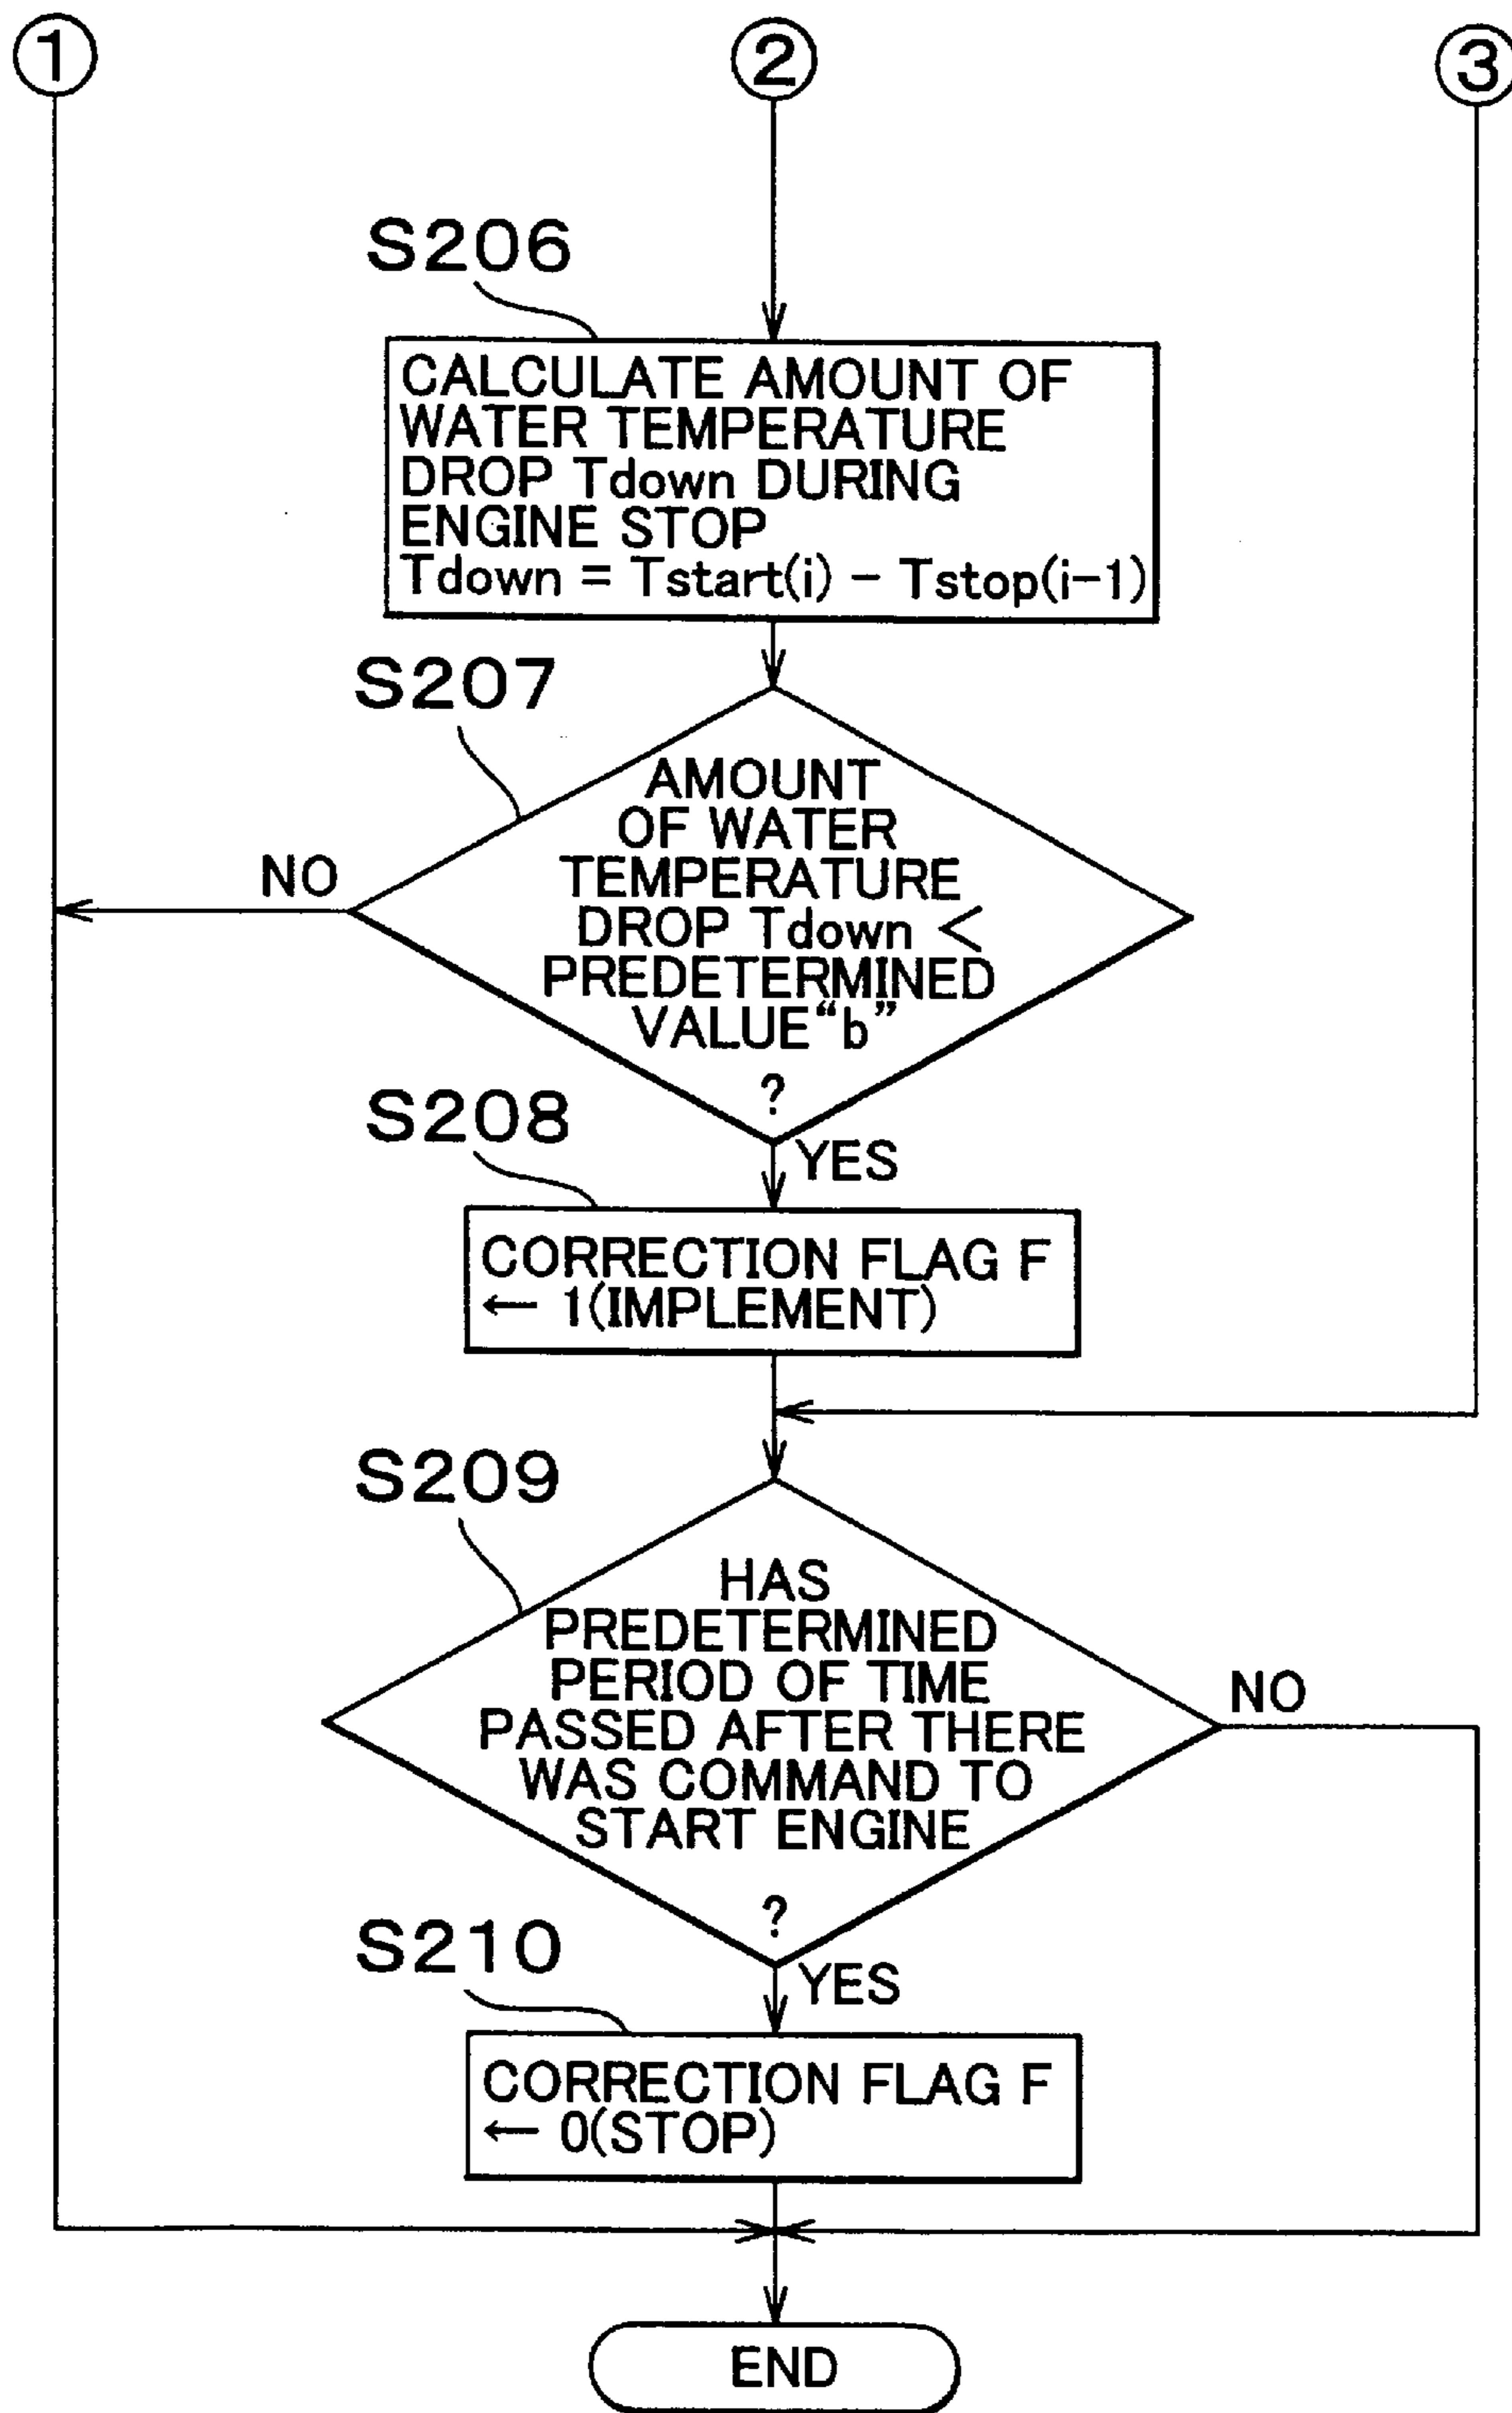 ①
②
③
S206
CALCULATE AMOUNT OF
WATER TEMPERATURE
DROP Tdown DURING
ENGINE STOP
Tdown = Tstart(i) − Tstop(i−1)
S207
AMOUNT
OF WATER
TEMPERATURE
DROP Tdown <
PREDETERMINED
VALUE“b”
?
NO
YES
S208
CORRECTION FLAG F
← 1(IMPLEMENT)
S209
HAS
PREDETERMINED
PERIOD OF TIME
PASSED AFTER THERE
WAS COMMAND TO
START ENGINE
?
NO
YES
S210
CORRECTION FLAG F
← 0(STOP)
END